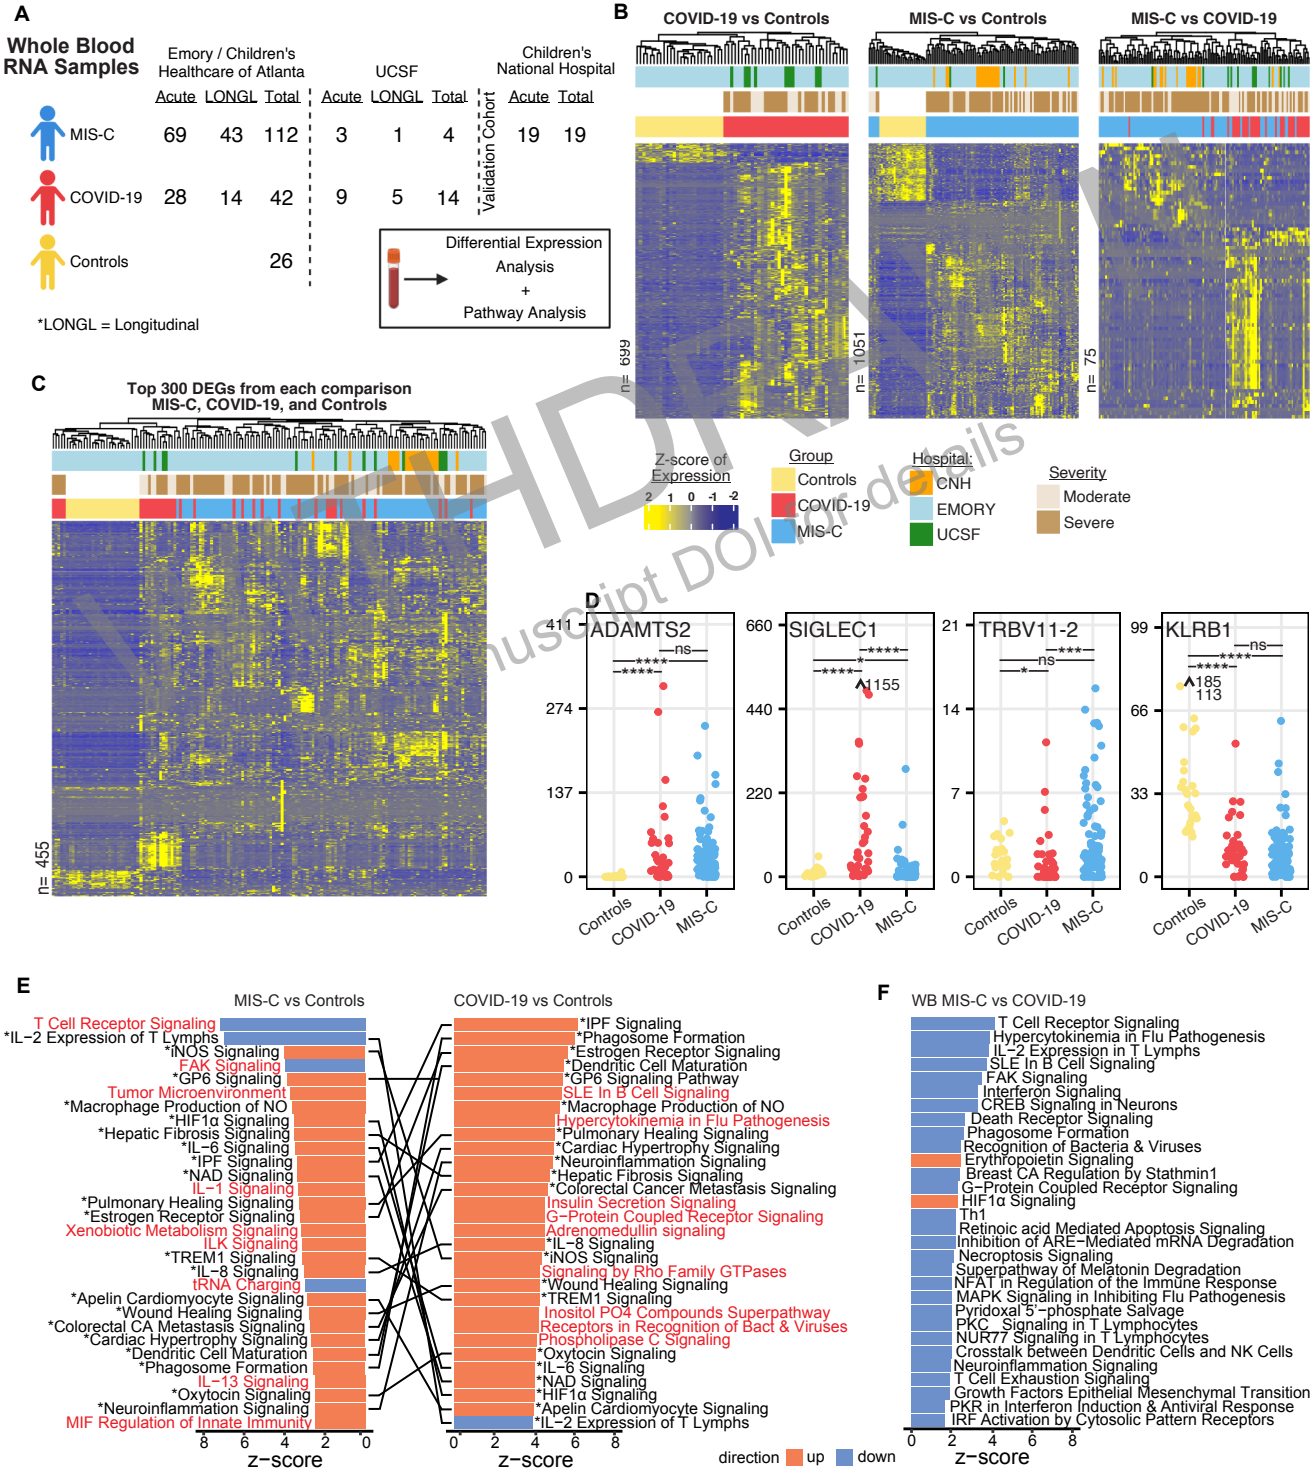 A
Whole Blood
RNA Samples
Emory / Children's
Healthcare of Atlanta
UCSF
Children's
National Hospital
Acute LONGL Total
Acute LONGL Total
Acute Total
Validation Cohort
MIS-C 69 43 112 3 1 4 19 19
COVID-19 28 14 42 9 5 14
Controls 26
Differential Expression
Analysis
+
Pathway Analysis
*LONGL = Longitudinal
B
COVID-19 vs Controls
MIS-C vs Controls
MIS-C vs COVID-19
n= 699
n= 1051
n= 75
C
Top 300 DEGs from each comparison
MIS-C, COVID-19, and Controls
n= 455
Z-score of
Expression
2 1 0 -1 -2
Group
Controls
COVID-19
MIS-C
Hospital:
CNH
EMORY
UCSF
Severity
Moderate
Severe
nuscript DOI for details
D
ADAMTS2
411
274
137
0
ns
****
****
Controls
COVID-19
MIS-C
SIGLEC1
660
440
220
0
****
*
****
1155
Controls
COVID-19
MIS-C
TRBV11-2
21
14
7
0
***
ns
*
Controls
COVID-19
MIS-C
KLRB1
99
66
33
0
ns
****
****
185
113
Controls
COVID-19
MIS-C
E
MIS-C vs Controls
T Cell Receptor Signaling
*IL−2 Expression of T Lymphs
*iNOS Signaling
FAK Signaling
*GP6 Signaling
Tumor Microenvironment
*Macrophage Production of NO
*HIF1α Signaling
*Hepatic Fibrosis Signaling
*IL−6 Signaling
*IPF Signaling
*NAD Signaling
IL−1 Signaling
*Pulmonary Healing Signaling
*Estrogen Receptor Signaling
Xenobiotic Metabolism Signaling
ILK Signaling
*TREM1 Signaling
*IL−8 Signaling
tRNA Charging
*Apelin Cardiomyocyte Signaling
*Wound Healing Signaling
*Colorectal CA Metastasis Signaling
*Cardiac Hypertrophy Signaling
*Dendritic Cell Maturation
*Phagosome Formation
IL−13 Signaling
*Oxytocin Signaling
*Neuroinflammation Signaling
MIF Regulation of Innate Immunity
8 6 4 2 0
z−score
COVID-19 vs Controls
*IPF Signaling
*Phagosome Formation
*Estrogen Receptor Signaling
*Dendritic Cell Maturation
*GP6 Signaling Pathway
SLE In B Cell Signaling
*Macrophage Production of NO
Hypercytokinemia in Flu Pathogenesis
*Pulmonary Healing Signaling
*Cardiac Hypertrophy Signaling
*Neuroinflammation Signaling
*Hepatic Fibrosis Signaling
*Colorectal Cancer Metastasis Signaling
Insulin Secretion Signaling
G−Protein Coupled Receptor Signaling
Adrenomedullin signaling
*IL−8 Signaling
*iNOS Signaling
Signaling by Rho Family GTPases
*Wound Healing Signaling
*TREM1 Signaling
Inositol PO4 Compounds Superpathway
Receptors in Recognition of Bact & Viruses
Phospholipase C Signaling
*Oxytocin Signaling
*IL−6 Signaling
*NAD Signaling
*HIF1α Signaling
*Apelin Cardiomyocyte Signaling
*IL−2 Expression of T Lymphs
0 2 4 6 8
z−score
direction up down
F
WB MIS-C vs COVID-19
T Cell Receptor Signaling
Hypercytokinemia in Flu Pathogenesis
IL−2 Expression in T Lymphs
SLE In B Cell Signaling
FAK Signaling
Interferon Signaling
CREB Signaling in Neurons
Death Receptor Signaling
Phagosome Formation
Recognition of Bacteria & Viruses
Erythropoietin Signaling
Breast CA Regulation by Stathmin1
G−Protein Coupled Receptor Signaling
HIF1α Signaling
Th1
Retinoic acid Mediated Apoptosis Signaling
Inhibition of ARE−Mediated mRNA Degradation
Necroptosis Signaling
Superpathway of Melatonin Degradation
NFAT in Regulation of the Immune Response
MAPK Signaling in Inhibiting Flu Pathogenesis
Pyridoxal 5'−phosphate Salvage
PKC Signaling in T Lymphocytes
NUR77 Signaling in T Lymphocytes
Crosstalk between Dendritic Cells and NK Cells
Neuroinflammation Signaling
T Cell Exhaustion Signaling
Growth Factors Epithelial Mesenchymal Transition
PKR in Interferon Induction & Antiviral Response
IRF Activation by Cytosolic Pattern Receptors
0 2 4 6 8
z−score